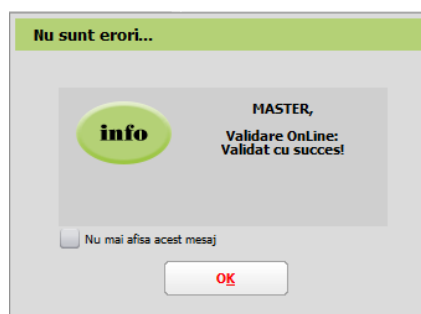 Nu sunt erori...
info
MASTER,
Validare OnLine:
Validat cu succes!
Nu mai afisa acest mesaj
OK